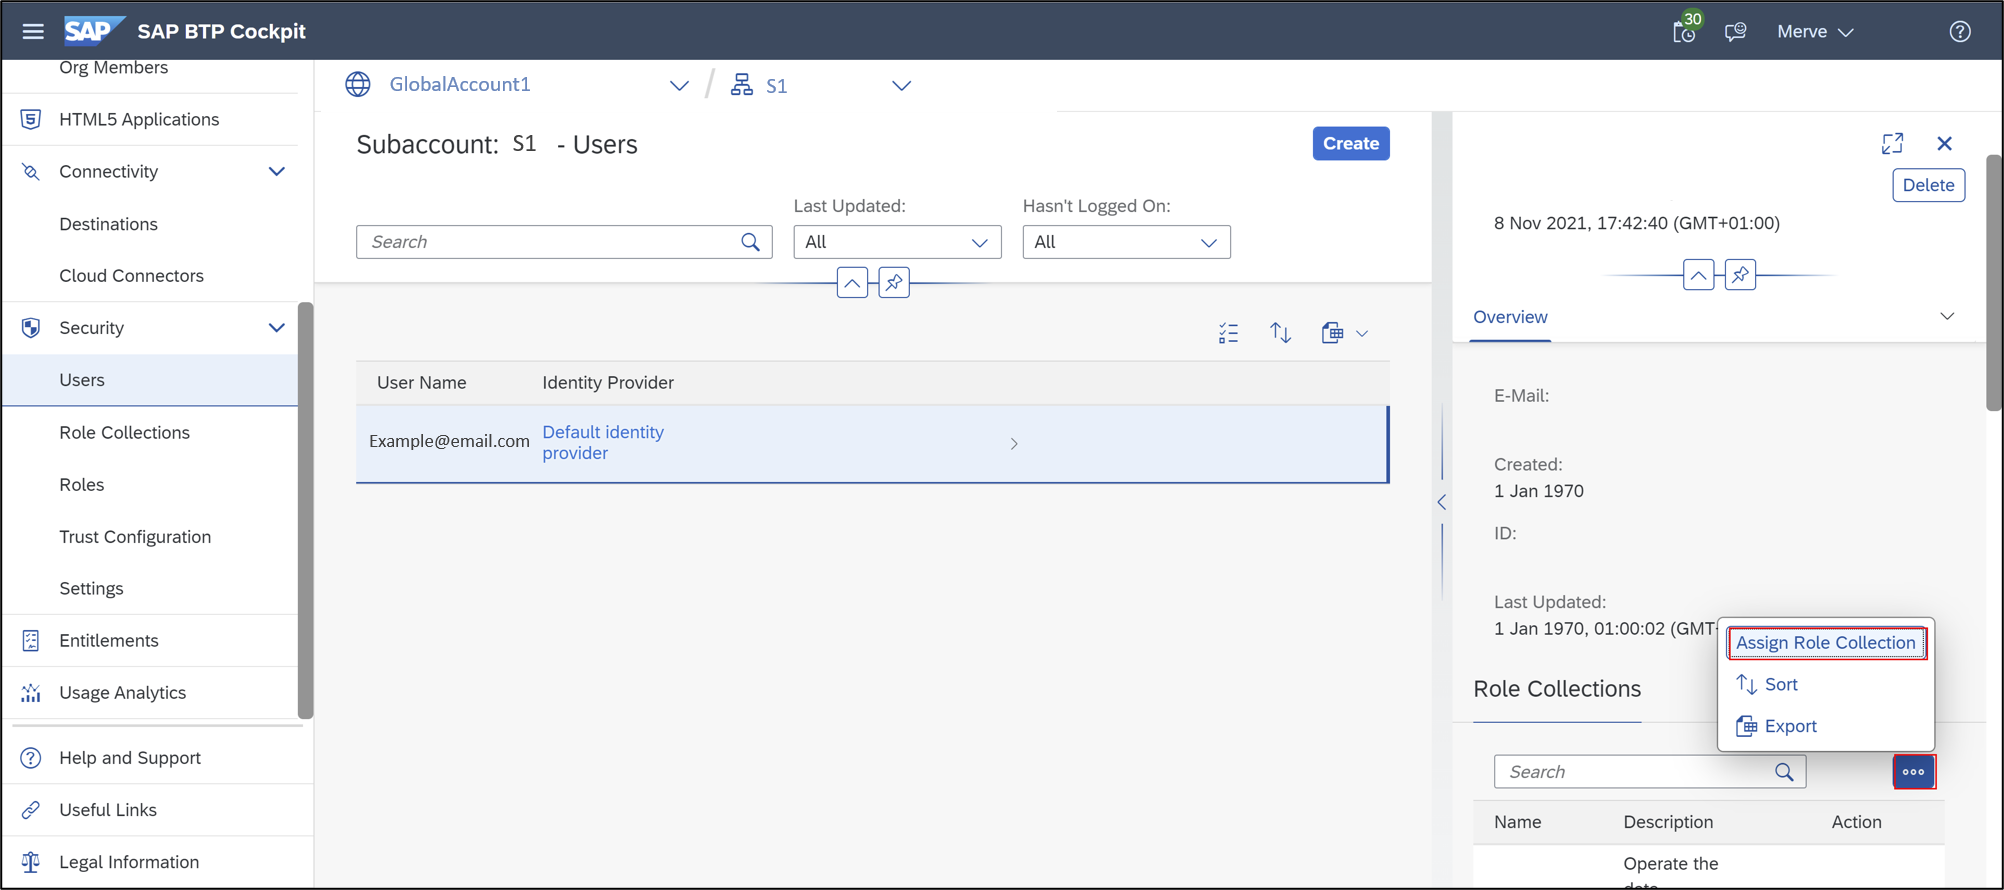 SAP
SAP BTP Cockpit
30
Merve
Org Members
HTML5 Applications
Connectivity
Destinations
Cloud Connectors
Security
Users
Role Collections
Roles
Trust Configuration
Settings
Entitlements
Usage Analytics
Help and Support
Useful Links
Legal Information
GlobalAccount1 / S1
Subaccount: S1 - Users
Create
Last Updated:
Hasn't Logged On:
Search
All
All
User Name Identity Provider
Example@email.com Default identity
provider
Delete
8 Nov 2021, 17:42:40 (GMT+01:00)
Overview
E-Mail:
Created:
1 Jan 1970
ID:
Last Updated:
1 Jan 1970, 01:00:02 (GMT-
Assign Role Collection
Sort
Export
Role Collections
Search
Name Description Action
Operate the